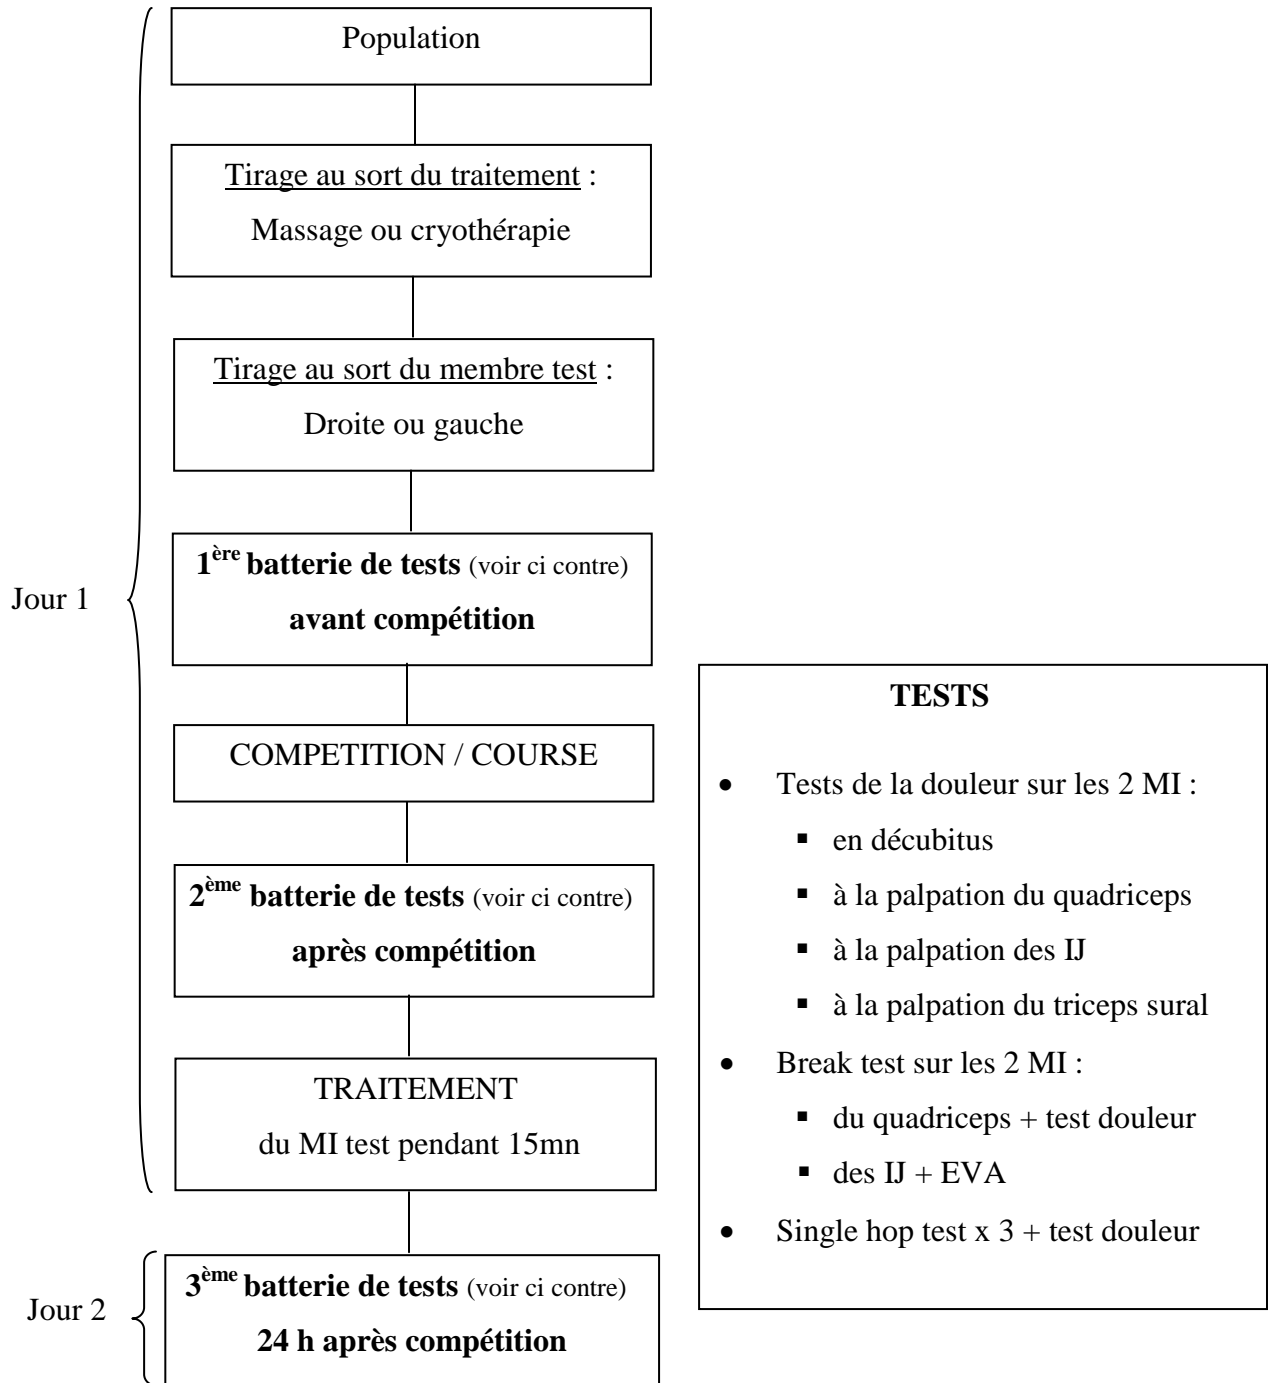 Population
Tirage au sort du traitement :
Massage ou cryothérapie
Tirage au sort du membre test :
Droite ou gauche
1ère batterie de tests (voir ci contre)
avant compétition
Jour 1
COMPETITION / COURSE
2ème batterie de tests (voir ci contre)
après compétition
TRAITEMENT
du MI test pendant 15mn
Jour 2
3ème batterie de tests (voir ci contre)
24 h après compétition
TESTS
• Tests de la douleur sur les 2 MI :
▪ en décubitus
▪ à la palpation du quadriceps
▪ à la palpation des IJ
▪ à la palpation du triceps sural
• Break test sur les 2 MI :
▪ du quadriceps + test douleur
▪ des IJ + EVA
• Single hop test x 3 + test douleur